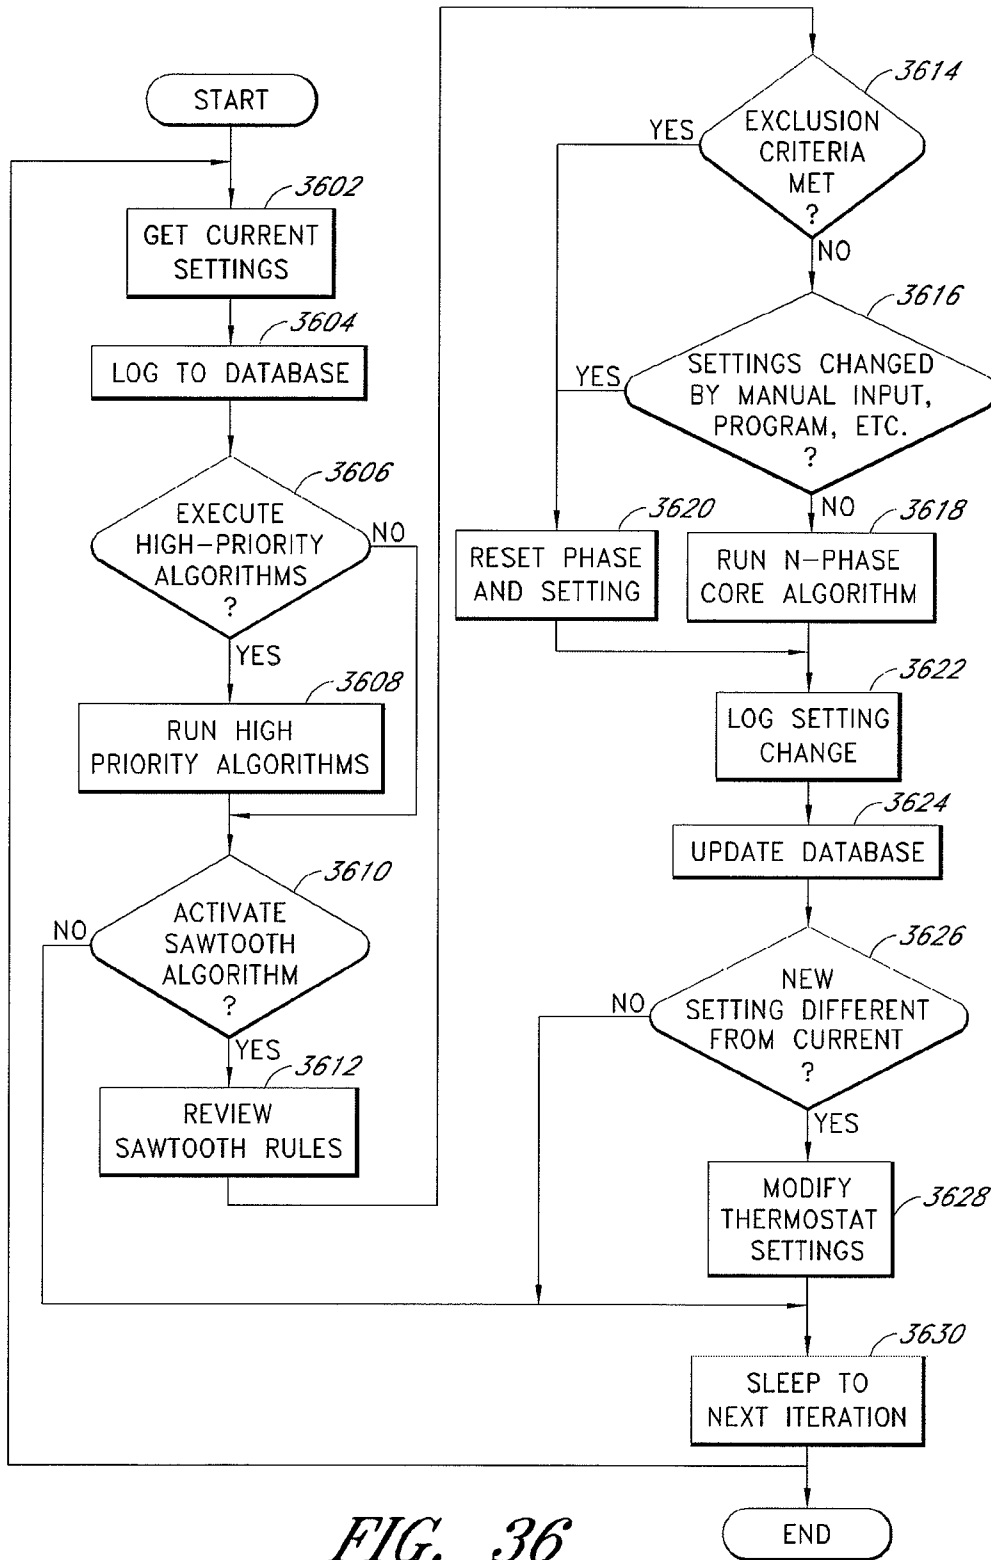 START
3602
GET CURRENT
SETTINGS
3604
LOG TO DATABASE
3606
EXECUTE
HIGH-PRIORITY
ALGORITHMS
?
NO
YES
3608
RUN HIGH
PRIORITY ALGORITHMS
3610
NO
ACTIVATE
SAWTOOTH
ALGORITHM
?
YES
3612
REVIEW
SAWTOOTH RULES
3614
YES
EXCLUSION
CRITERIA
MET
?
NO
3616
YES
SETTINGS CHANGED
BY MANUAL INPUT,
PROGRAM, ETC.
?
NO
3620
RESET PHASE
AND SETTING
3618
RUN N-PHASE
CORE ALGORITHM
3622
LOG SETTING
CHANGE
3624
UPDATE DATABASE
3626
NO
NEW
SETTING DIFFERENT
FROM CURRENT
?
YES
MODIFY
THERMOSTAT
SETTINGS
3628
3630
SLEEP TO
NEXT ITERATION
END
FIG. 36